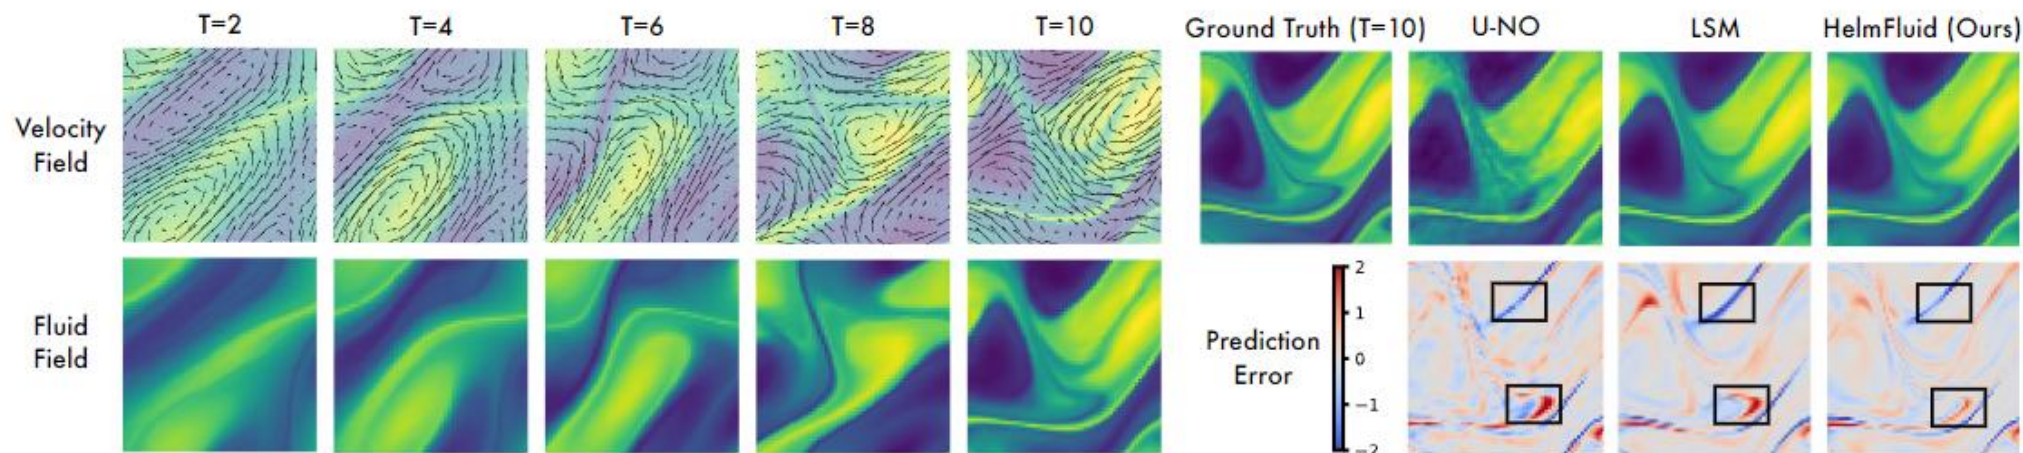 T=2 T=4 T=6 T=8 T=10 Ground Truth (T=10) U-NO LSM HelmFluid (Ours)
Velocity
Field
Fluid
Field
Prediction
Error
2
1
0
−1
−2